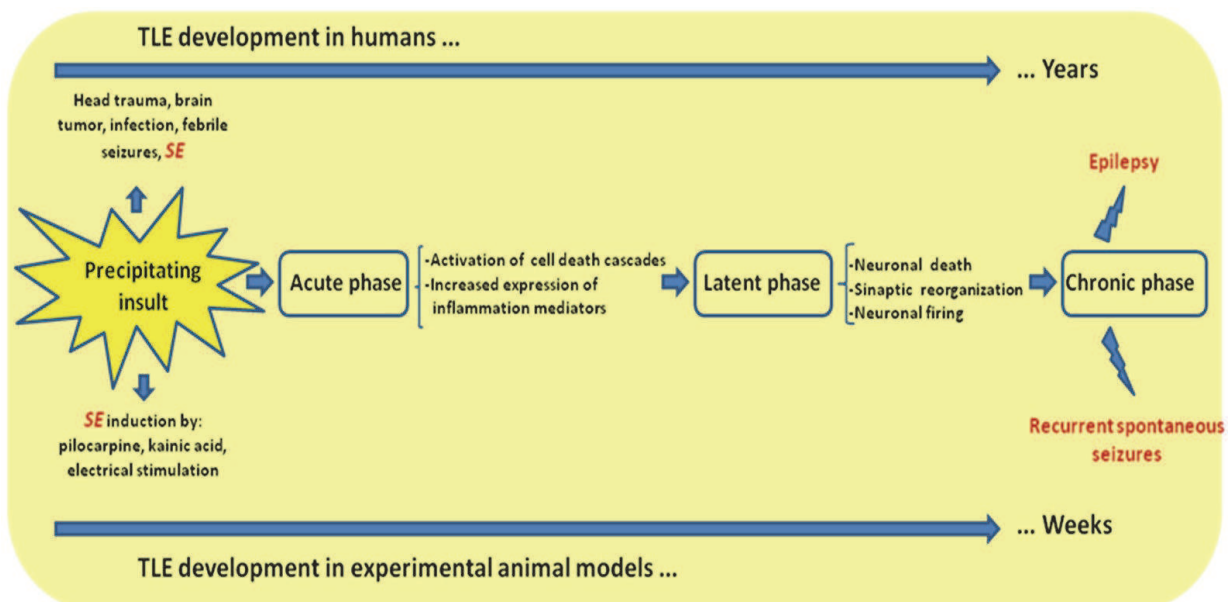 TLE development in humans ...
... Years
Head trauma, brain
tumor, infection, febrile
seizures, SE
Epilepsy
Precipitating
insult
Acute phase
-Activation of cell death cascades
-Increased expression of
inflammation mediators
Latent phase
-Neuronal death
-Sinaptic reorganization
-Neuronal firing
Chronic phase
SE induction by:
pilocarpine, kainic acid,
electrical stimulation
Recurrent spontaneous
seizures
... Weeks
TLE development in experimental animal models ...